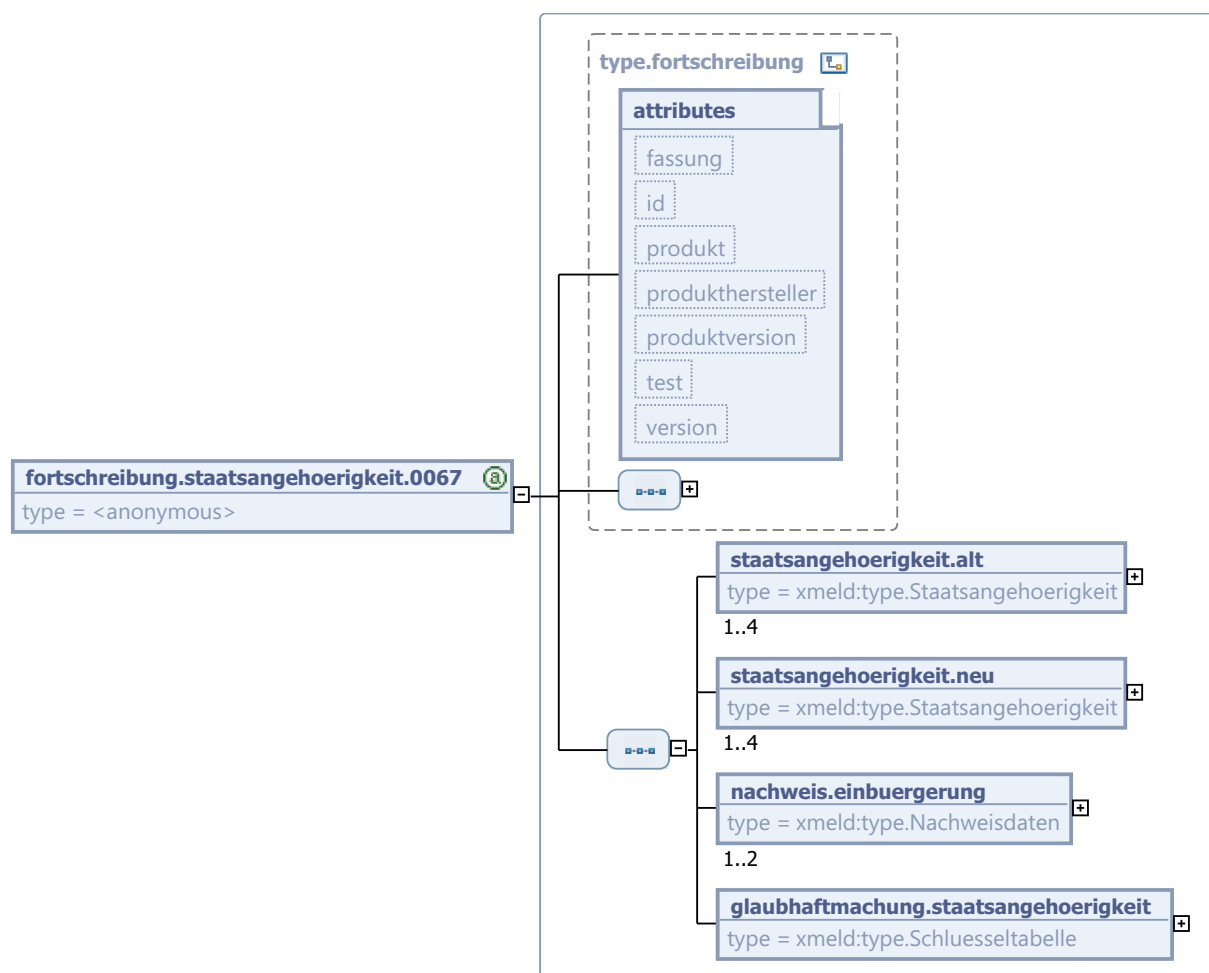 type.fortschreibung
attributes
fassung
id
produkt
produkthersteller
produktversion
test
version
fortschreibung.staatsangehoerigkeit.0067 a
type = <anonymous>
staatsangehoerigkeit.alt
type = xmeld:type.Staatsangehoerigkeit
1..4
staatsangehoerigkeit.neu
type = xmeld:type.Staatsangehoerigkeit
1..4
nachweis.einbuergerung
type = xmeld:type.Nachweisdaten
1..2
glaubhaftmachung.staatsangehoerigkeit
type = xmeld:type.Schluesseltabelle